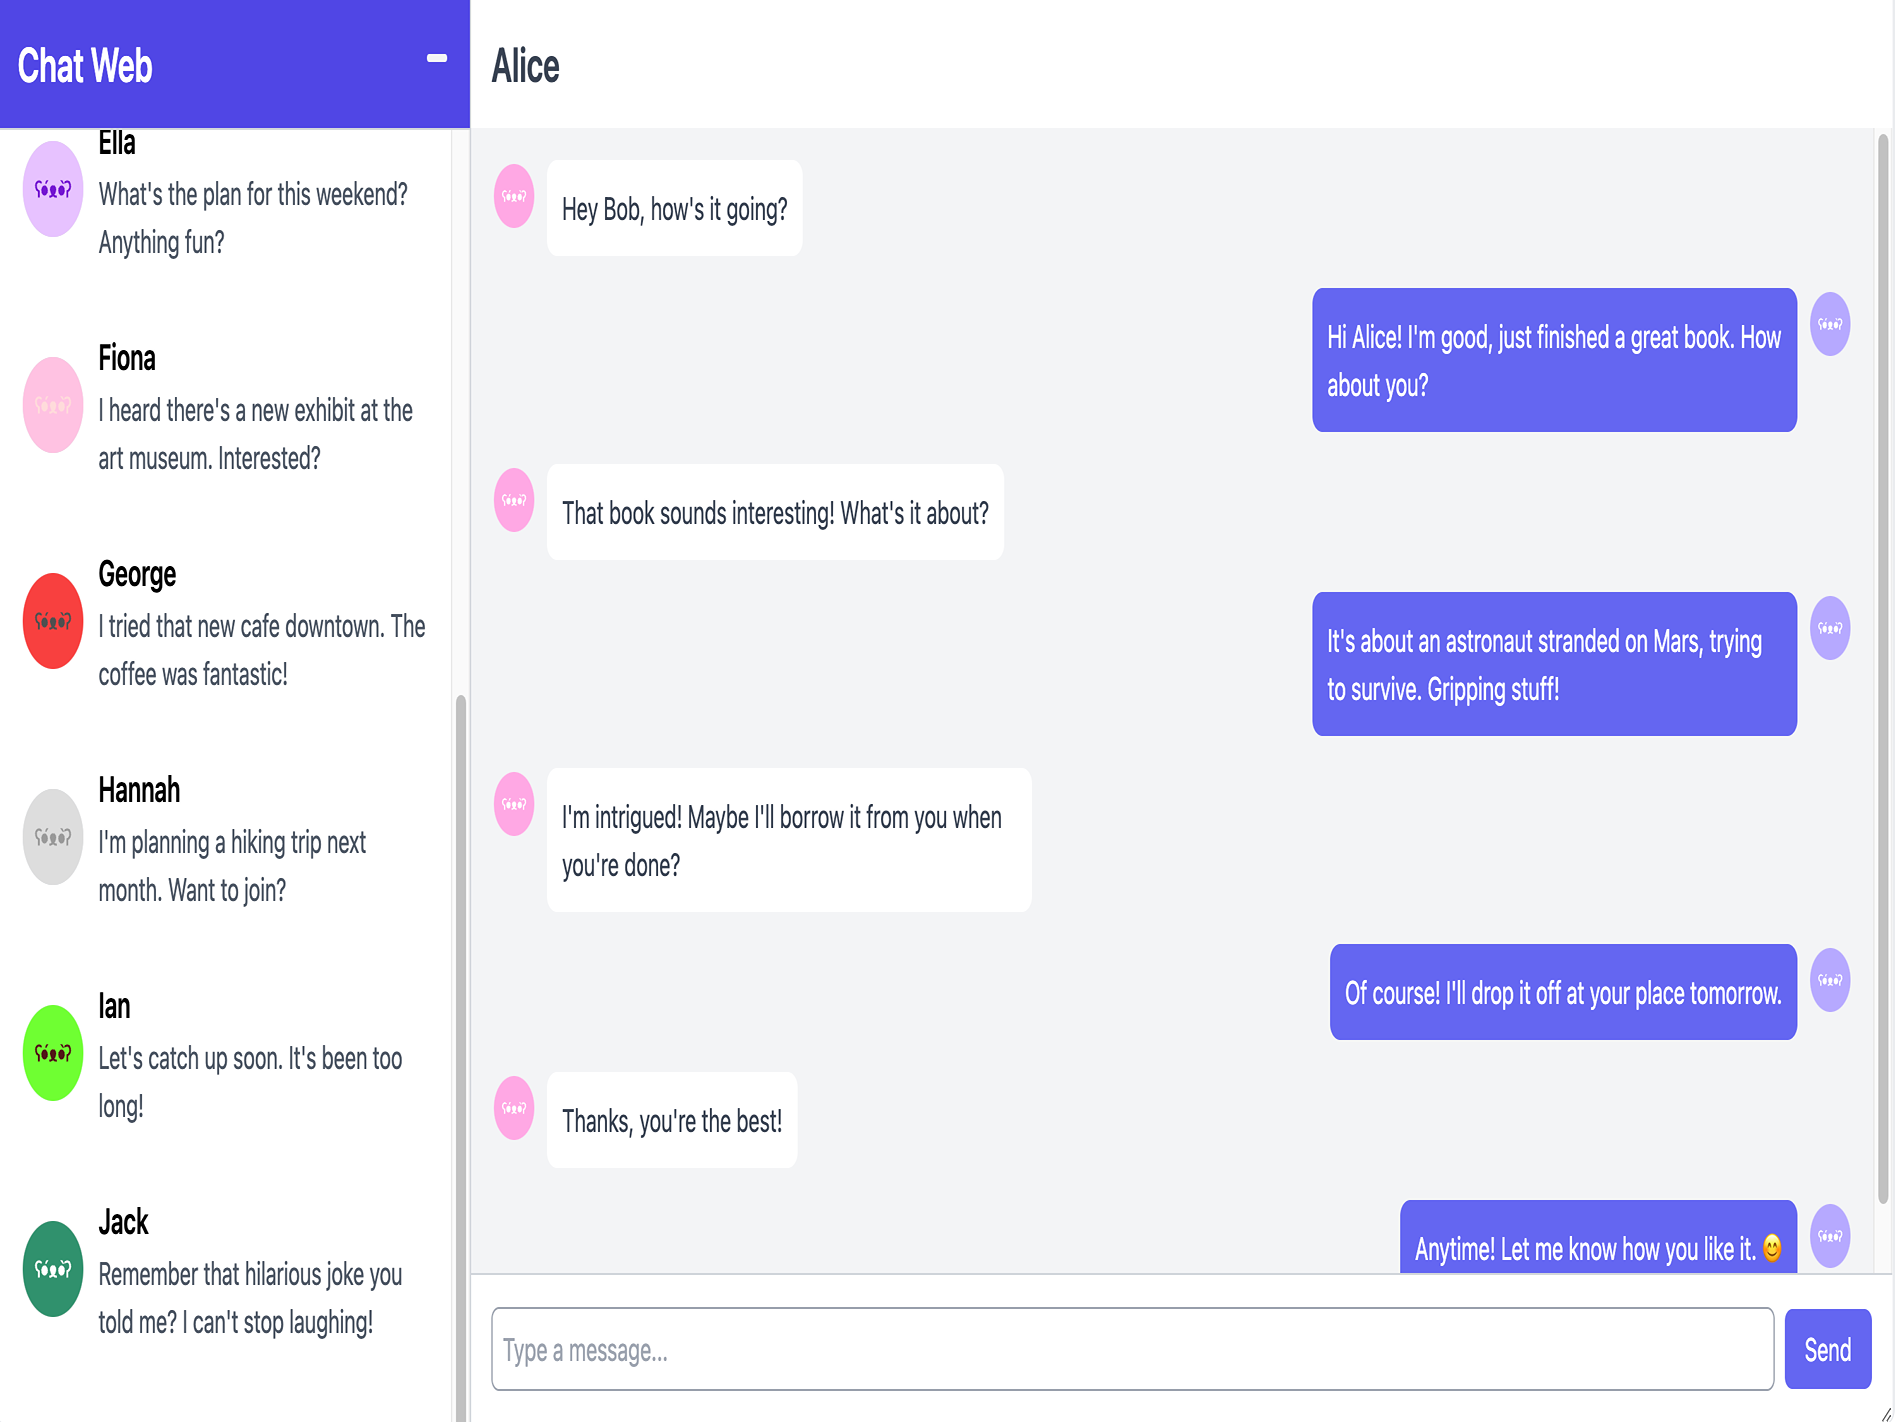 Chat Web
Ella
What's the plan for this weekend?
Anything fun?
Fiona
I heard there's a new exhibit at the
art museum. Interested?
George
I tried that new cafe downtown. The
coffee was fantastic!
Hannah
I'm planning a hiking trip next
month. Want to join?
Ian
Let's catch up soon. It's been too
long!
Jack
Remember that hilarious joke you
told me? I can't stop laughing!
Alice
Hey Bob, how's it going?
Hi Alice! I'm good, just finished a great book. How
about you?
That book sounds interesting! What's it about?
It's about an astronaut stranded on Mars, trying
to survive. Gripping stuff!
I'm intrigued! Maybe I'll borrow it from you when
you're done?
Of course! I'll drop it off at your place tomorrow.
Thanks, you're the best!
Anytime! Let me know how you like it. 😊
Type a message...
Send